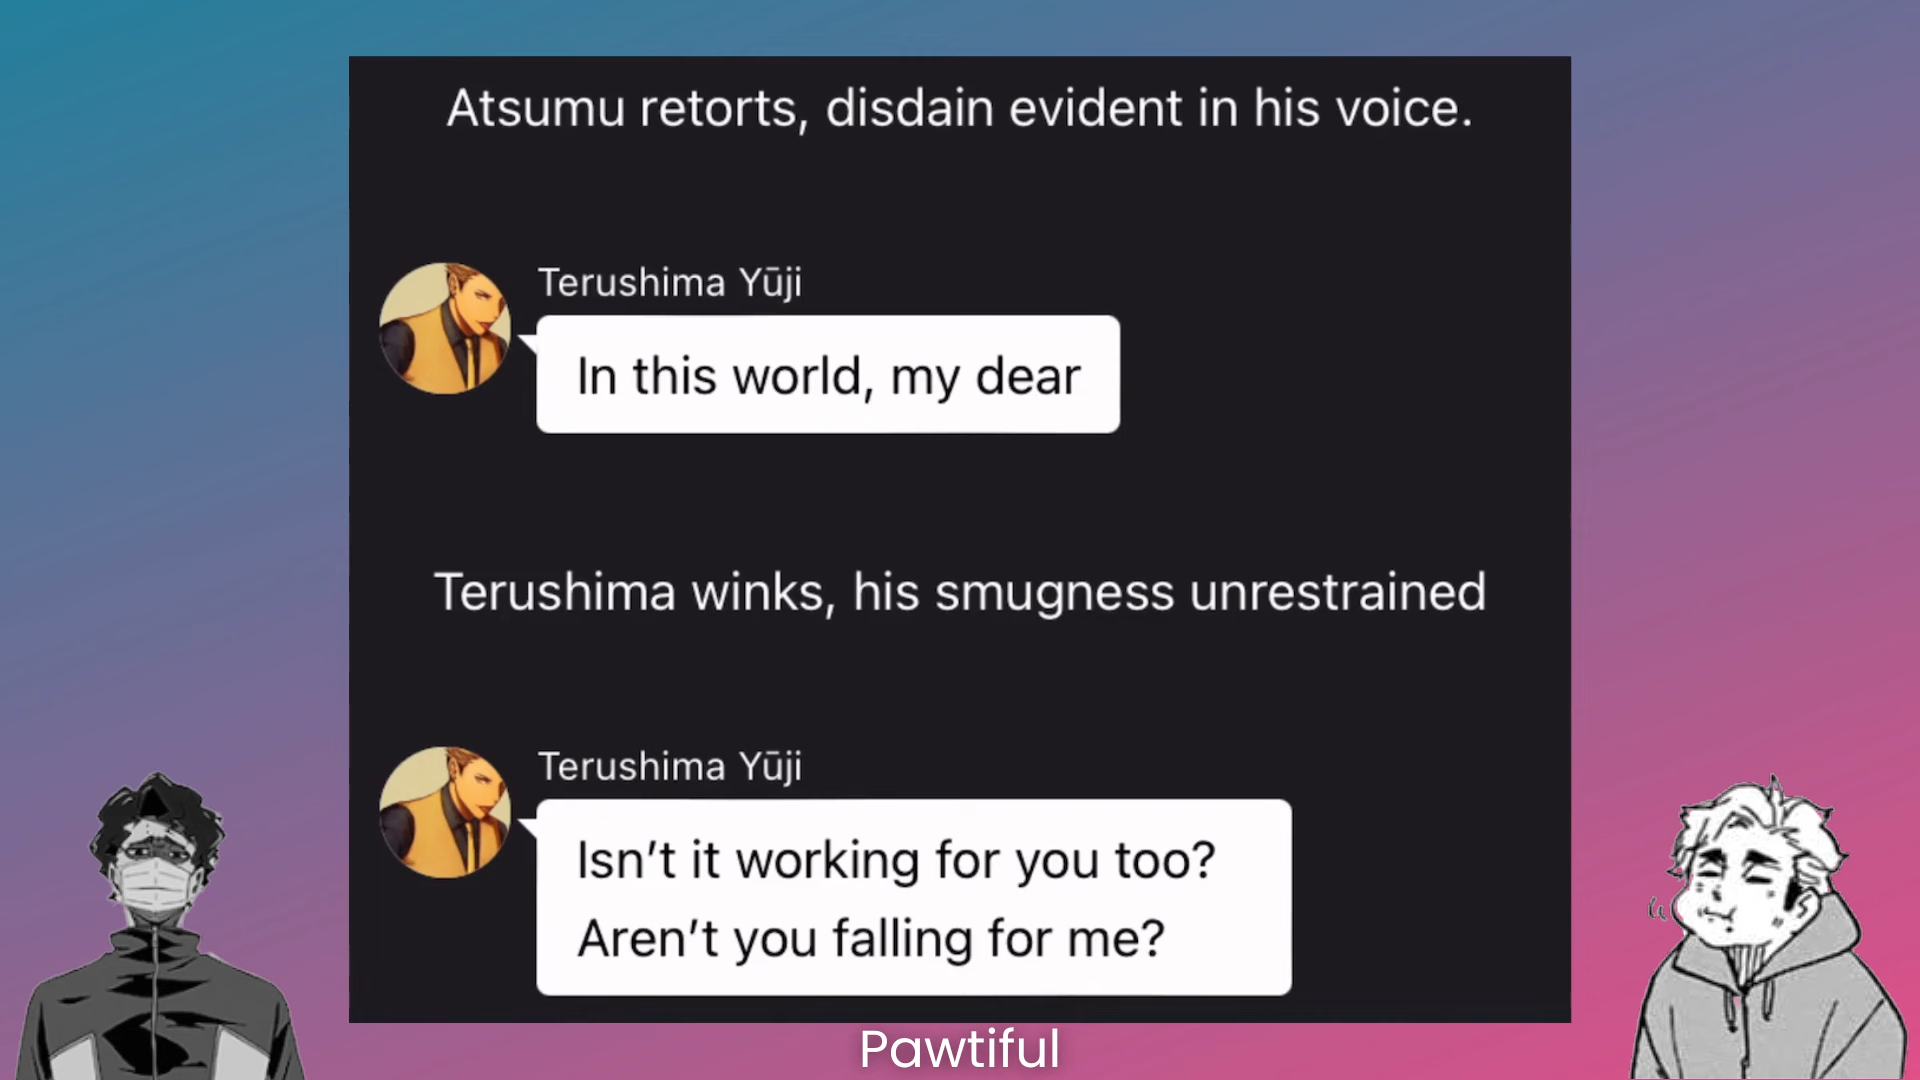 Atsumu retorts, disdain evident in his voice.
Terushima Yūji
In this world, my dear
Terushima winks, his smugness unrestrained
Terushima Yūji
Isn’t it working for you too?
Aren’t you falling for me?
Pawtiful